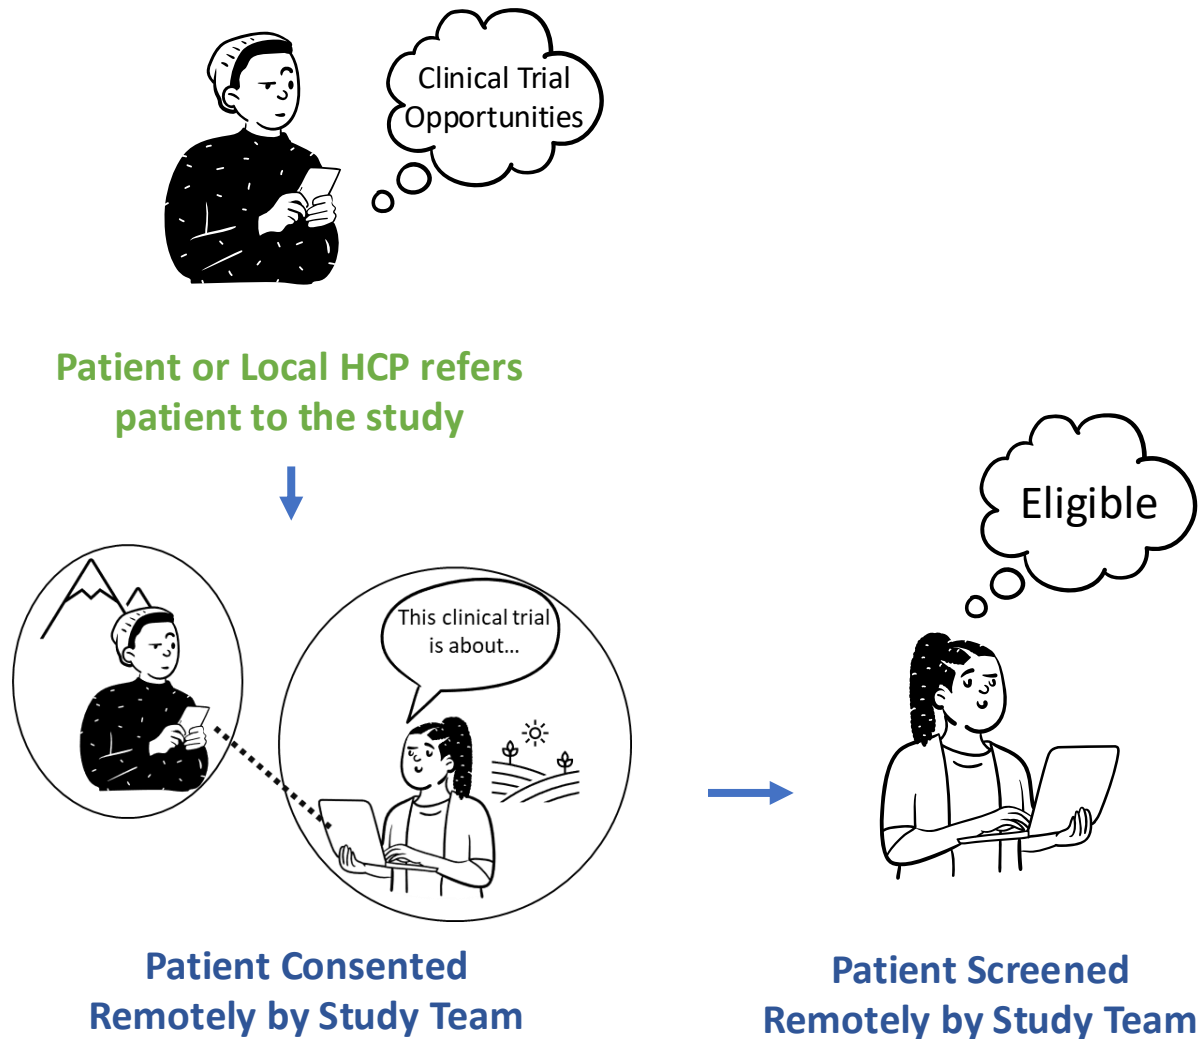 Clinical Trial
Opportunities
Patient or Local HCP refers
patient to the study
This clinical trial
is about...
Patient Consented
Remotely by Study Team
Eligible
Patient Screened
Remotely by Study Team